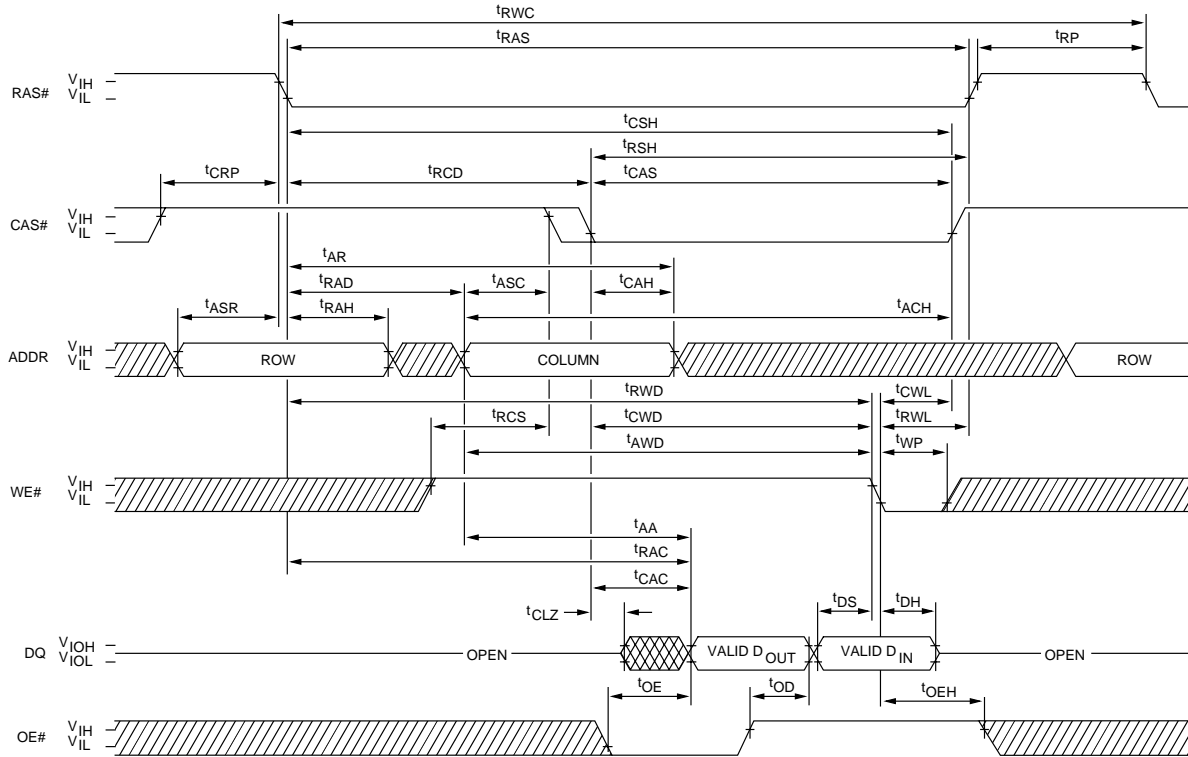 tRWC
tRAS
tRP
RAS#
VIH
VIL
tCSH
tRSH
tCRP
tRCD
tCAS
CAS#
VIH
VIL
tAR
tRAD
tASC
tCAH
tASR
tRAH
tACH
ADDR
VIH
VIL
ROW
COLUMN
ROW
tRWD
tCWL
tRCS
tCWD
tRWL
tAWD
tWP
WE#
VIH
VIL
tAA
tRAC
tCAC
tCLZ
tDS
tDH
DQ
VIOH
VIOL
OPEN
VALID DOUT
VALID DIN
OPEN
tOE
tOD
tOEH
OE#
VIH
VIL